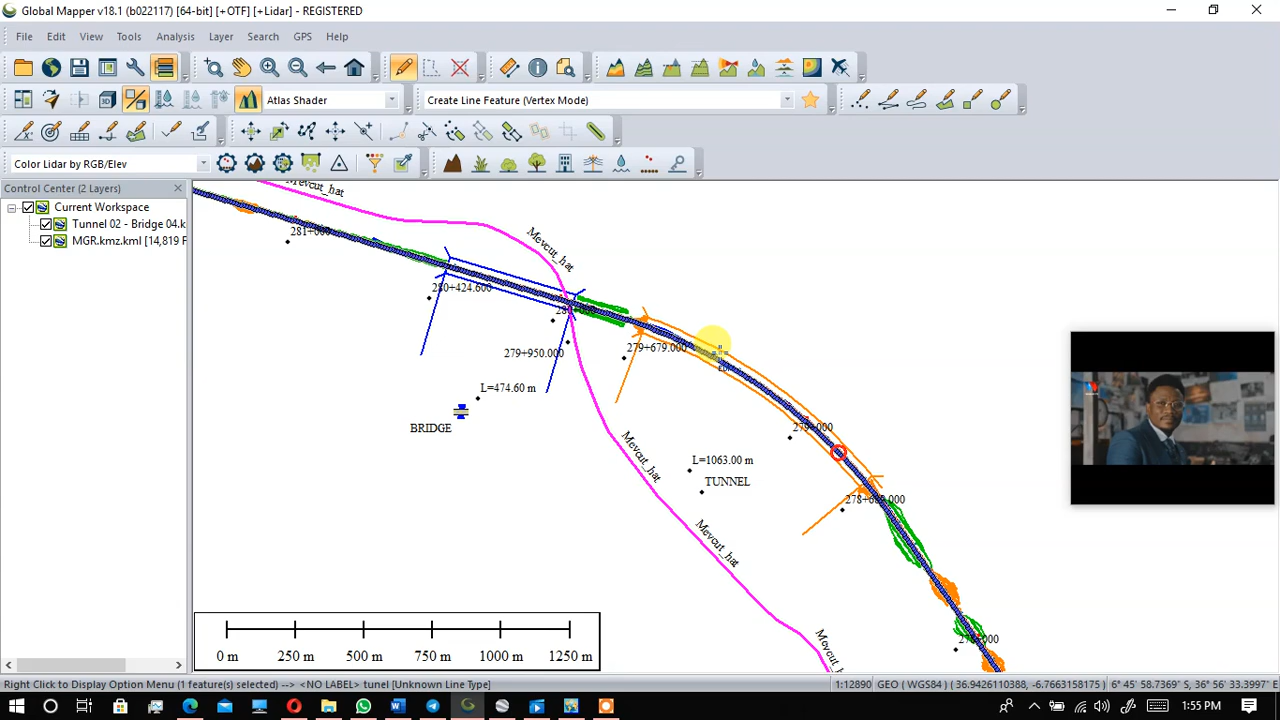 Global Mapper v18.1 (b022117) [64-bit] [+OTF] [+Lidar] - REGISTERED
File Edit View Tools Analysis Layer Search GPS Help
Atlas Shader
Create Line Feature (Vertex Mode)
Color Lidar by RGB/Elev
Control Center (2 Layers)
Current Workspace
Tunnel 02 - Bridge 04.k
MGR.kmz.kml [14,819 F
Mevcut_hat
281+000
Mevcut_hat
280+424.600
279+950.000
279+679.000
L=474.60 m
BRIDGE
279+000
Mevcut_hat
L=1063.00 m
TUNNEL
Mevcut_hat
Mevcut_h
0 m 250 m 500 m 750 m 1000 m 1250 m
Right Click to Display Option Menu (1 feature(s) selected) --> <NO LABEL> tunel [Unknown Line Type]
1:12890 GEO ( WGS84 ) ( 36.9426110388, -6.7663158175 ) 6° 45' 58.7369" S, 36° 56' 33.3997" E
1:55 PM